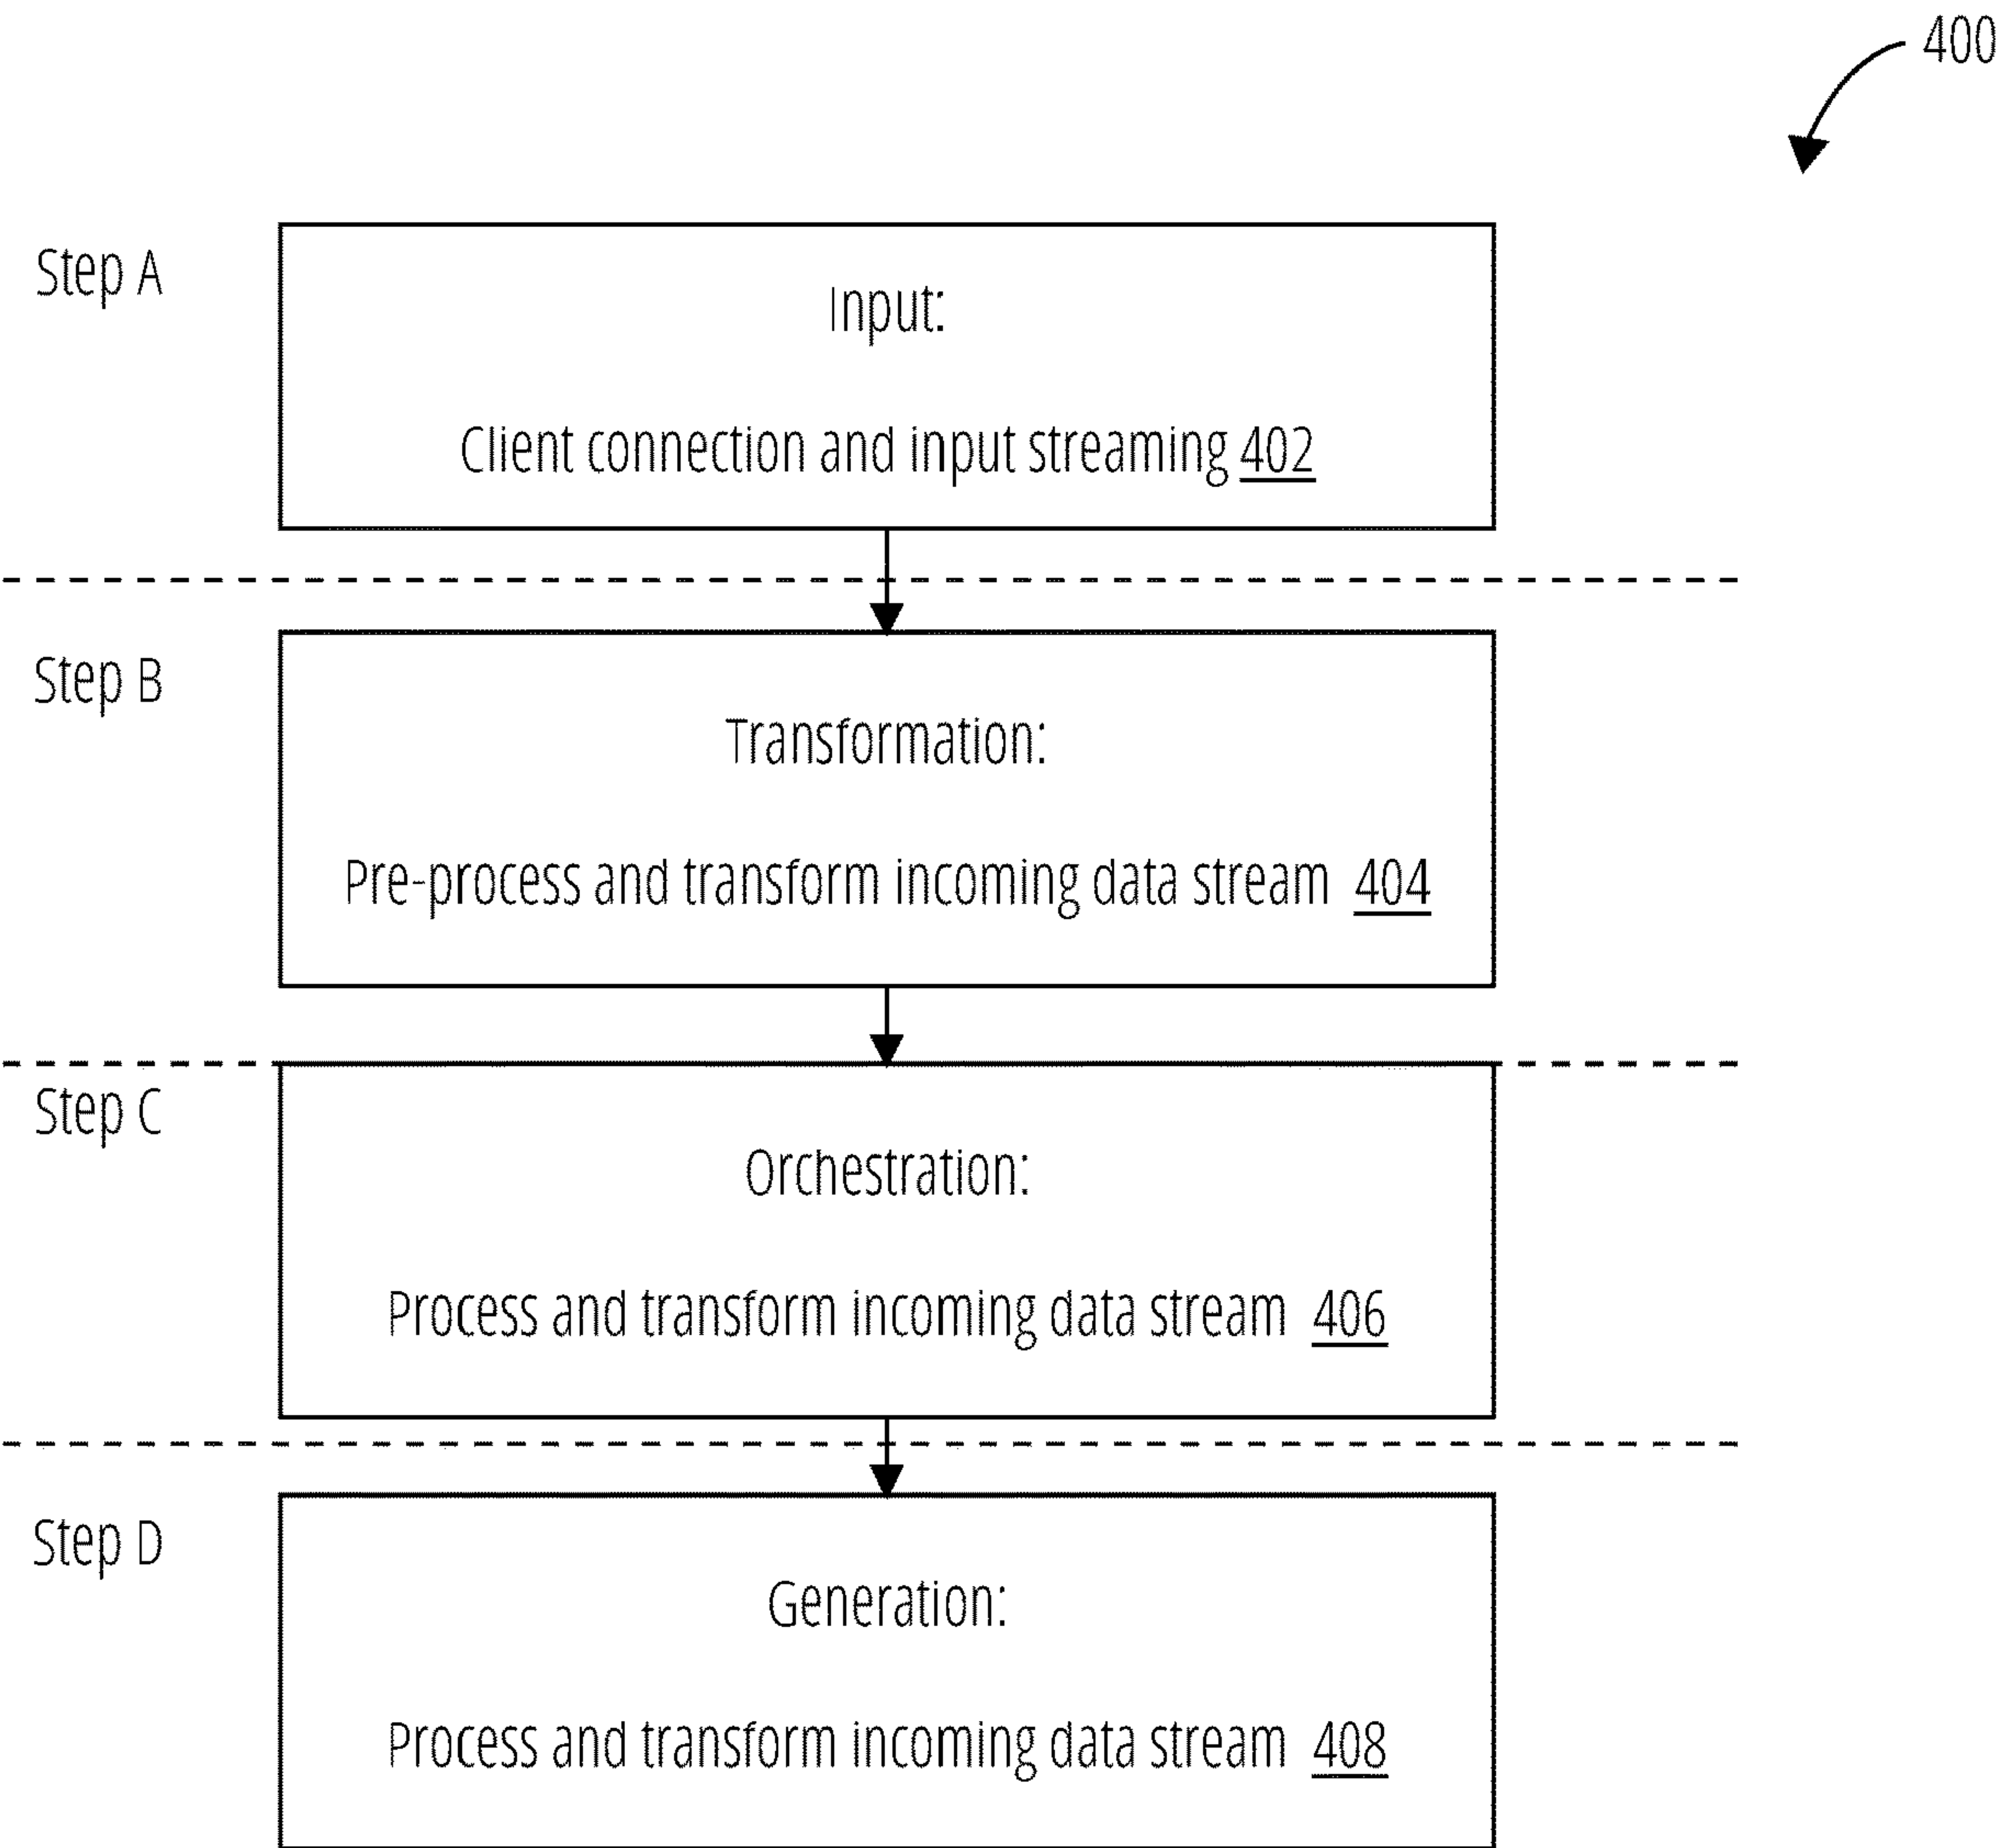 400
Step A
Input:
Client connection and input streaming 402
Step B
Transformation:
Pre-process and transform incoming data stream 404
Step C
Orchestration:
Process and transform incoming data stream 406
Step D
Generation:
Process and transform incoming data stream 408